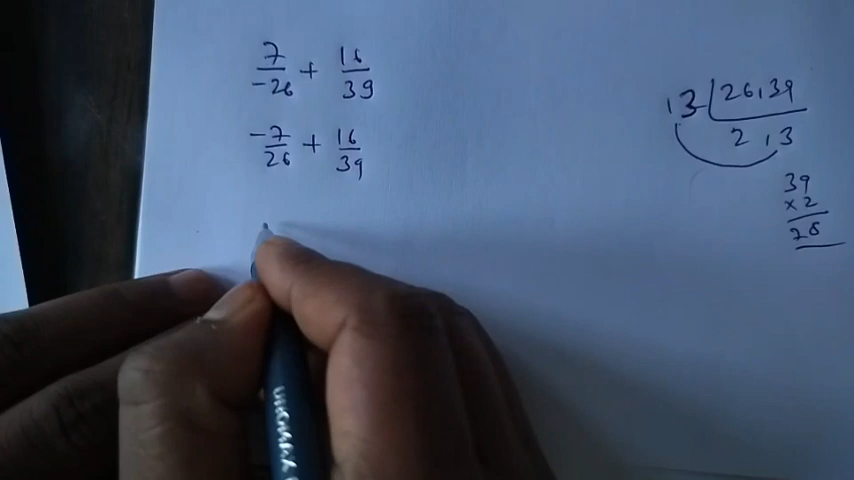 7/-26 + 16/39
-7/26 + 16/39
13 | 26,39
2,3
39
× 2
78